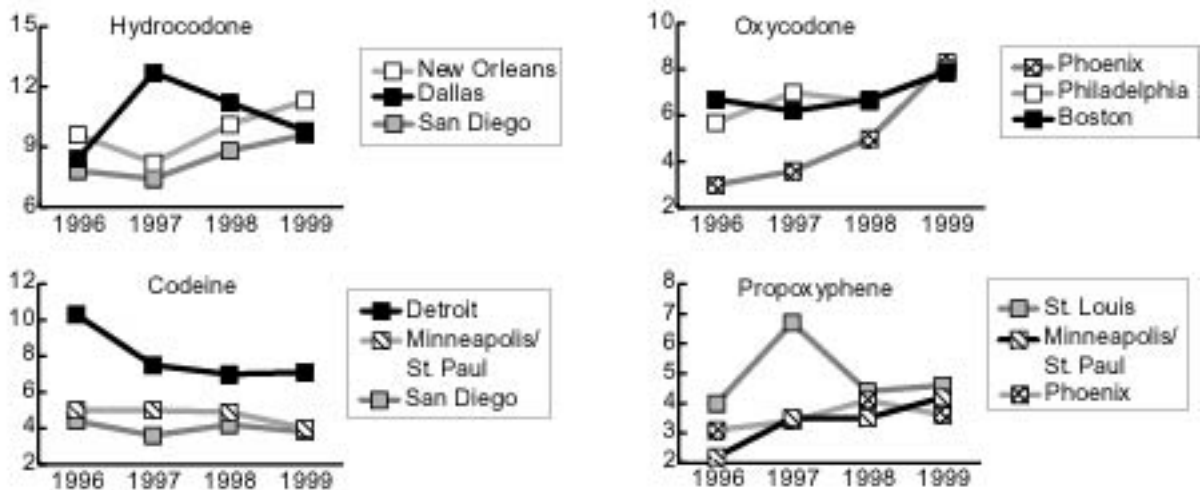 Hydrocodone
15
12
9
6
1996 1997 1998 1999
New Orleans
Dallas
San Diego
Oxycodone
10
8
6
4
2
1996 1997 1998 1999
Phoenix
Philadelphia
Boston
Codeine
12
10
8
6
4
2
1996 1997 1998 1999
Detroit
Minneapolis/
St. Paul
San Diego
Propoxyphene
8
7
6
5
4
3
2
1996 1997 1998 1999
St. Louis
Minneapolis/
St. Paul
Phoenix